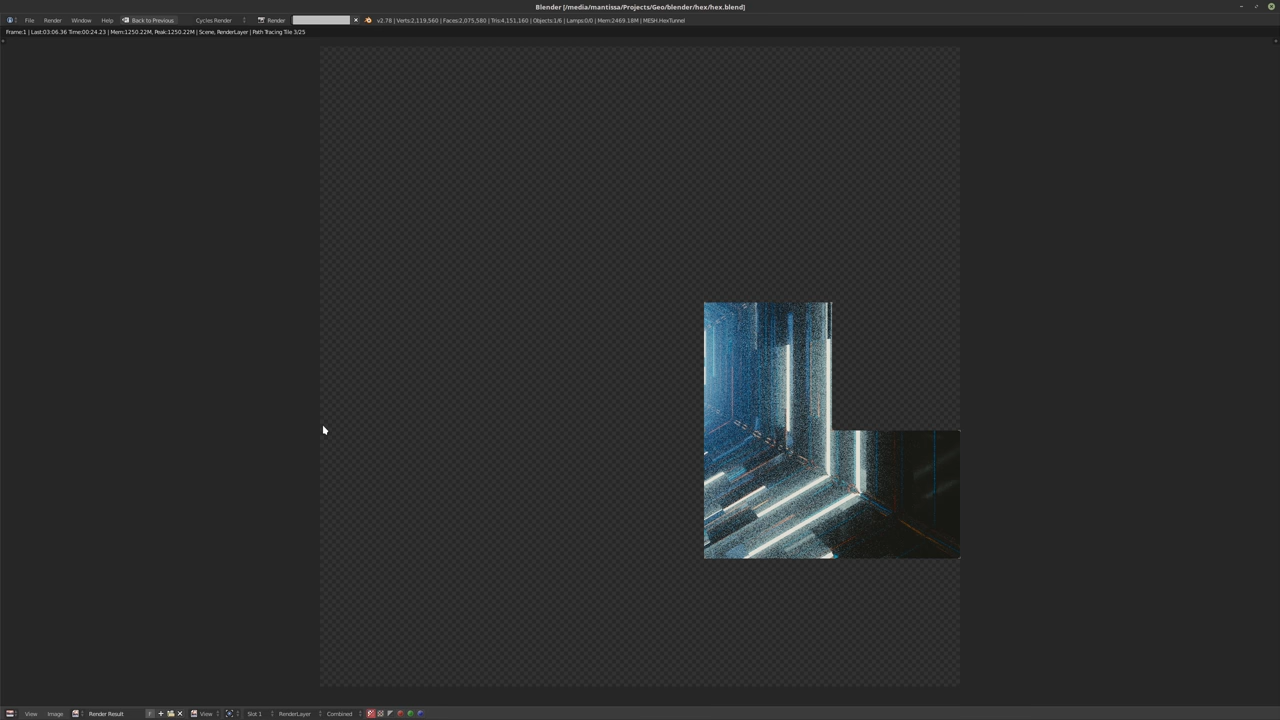 Blender [/media/mantissa/Projects/Geo/blender/hex/hex.blend]
File Render Window Help Back to Previous Cycles Render Render v2.78 | Verts:2,119,560 | Faces:2,075,580 | Tris:4,151,160 | Objects:1/6 | Lamps:0/0 | Mem:2469.18M | MESH.HexTunnel
Frame:1 | Last:03:06.36 Time:00:24.23 | Mem:1250.22M, Peak:1250.22M | Scene, RenderLayer | Path Tracing Tile 3/25
View Image Render Result F View Slot 1 RenderLayer Combined